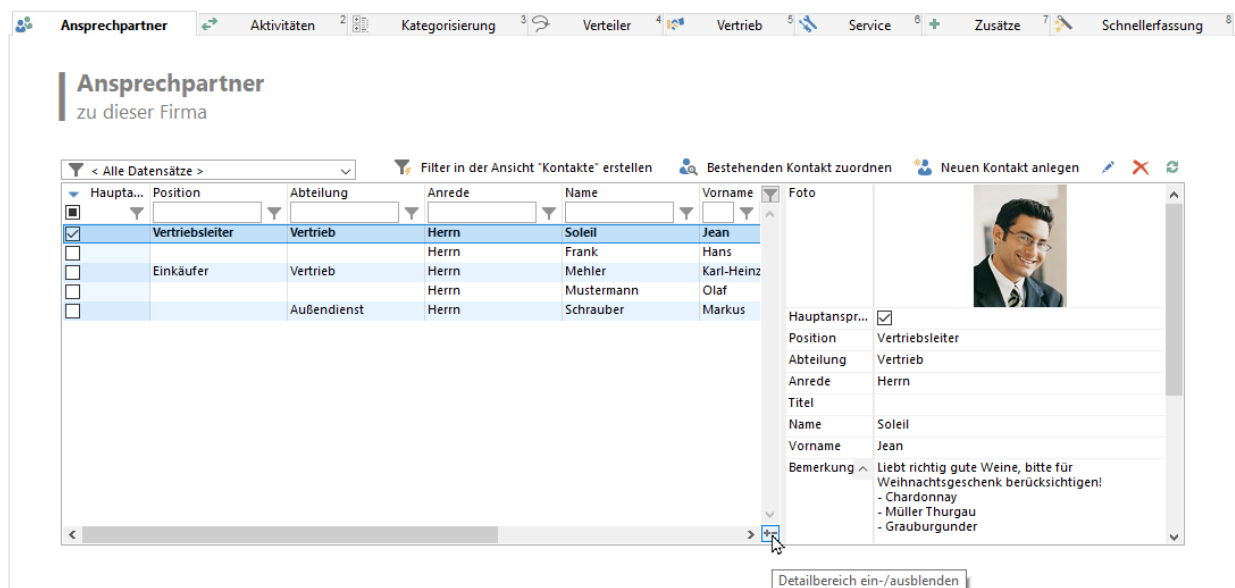 Ansprechpartner Aktivitäten 2 Kategorisierung 3 Verteiler 4 Vertrieb 5 Service 6 Zusätze 7 Schnellerfassung 8
Ansprechpartner
zu dieser Firma
< Alle Datensätze > Filter in der Ansicht "Kontakte" erstellen Bestehenden Kontakt zuordnen Neuen Kontakt anlegen
Haupta... Position Abteilung Anrede Name Vorname
Vertriebsleiter Vertrieb Herrn Soleil Jean
Herrn Frank Hans
Einkäufer Vertrieb Herrn Mehler Karl-Heinz
Herrn Mustermann Olaf
Außendienst Herrn Schrauber Markus
Foto
Hauptanspr...
Position Vertriebsleiter
Abteilung Vertrieb
Anrede Herrn
Titel
Name Soleil
Vorname Jean
Bemerkung Liebt richtig gute Weine, bitte für
Weihnachtsgeschenk berücksichtigen!
- Chardonnay
- Müller Thurgau
- Grauburgunder
Detailbereich ein-/ausblenden